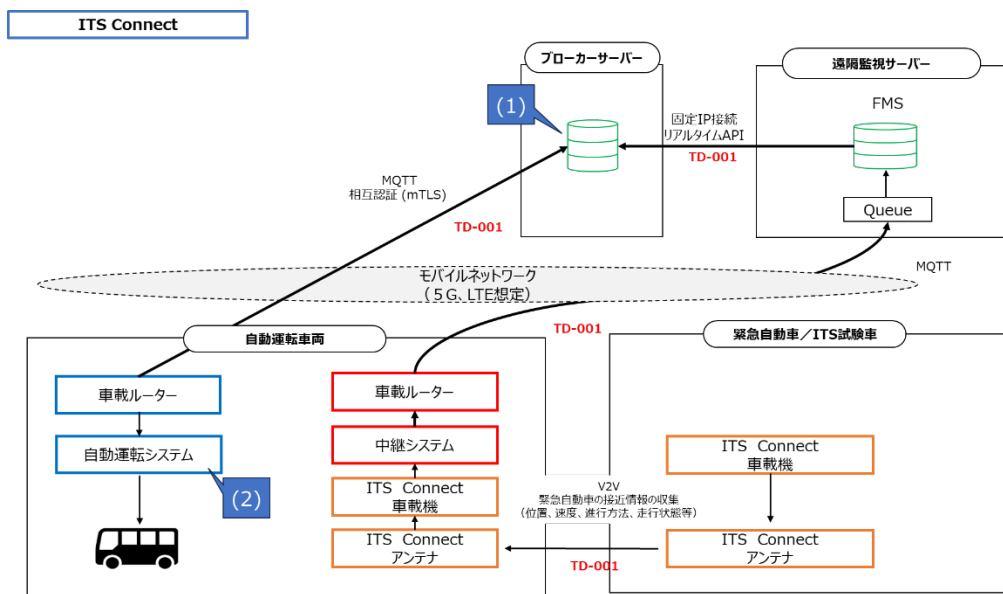 ITS Connect
ブローカーサーバー
遠隔監視サーバー
(1)
固定IP接続
リアルタイムAPI
TD-001
FMS
Queue
MQTT
相互認証 (mTLS)
TD-001
モバイルネットワーク
（５G、LTE想定）
MQTT
TD-001
自動運転車両
緊急自動車／ITS試験車
車載ルーター
自動運転システム
(2)
車載ルーター
中継システム
ITS Connect
車載機
ITS Connect
アンテナ
V2V
緊急自動車の接近情報の収集
（位置、速度、進行方法、走行状態等）
TD-001
ITS Connect
車載機
ITS Connect
アンテナ